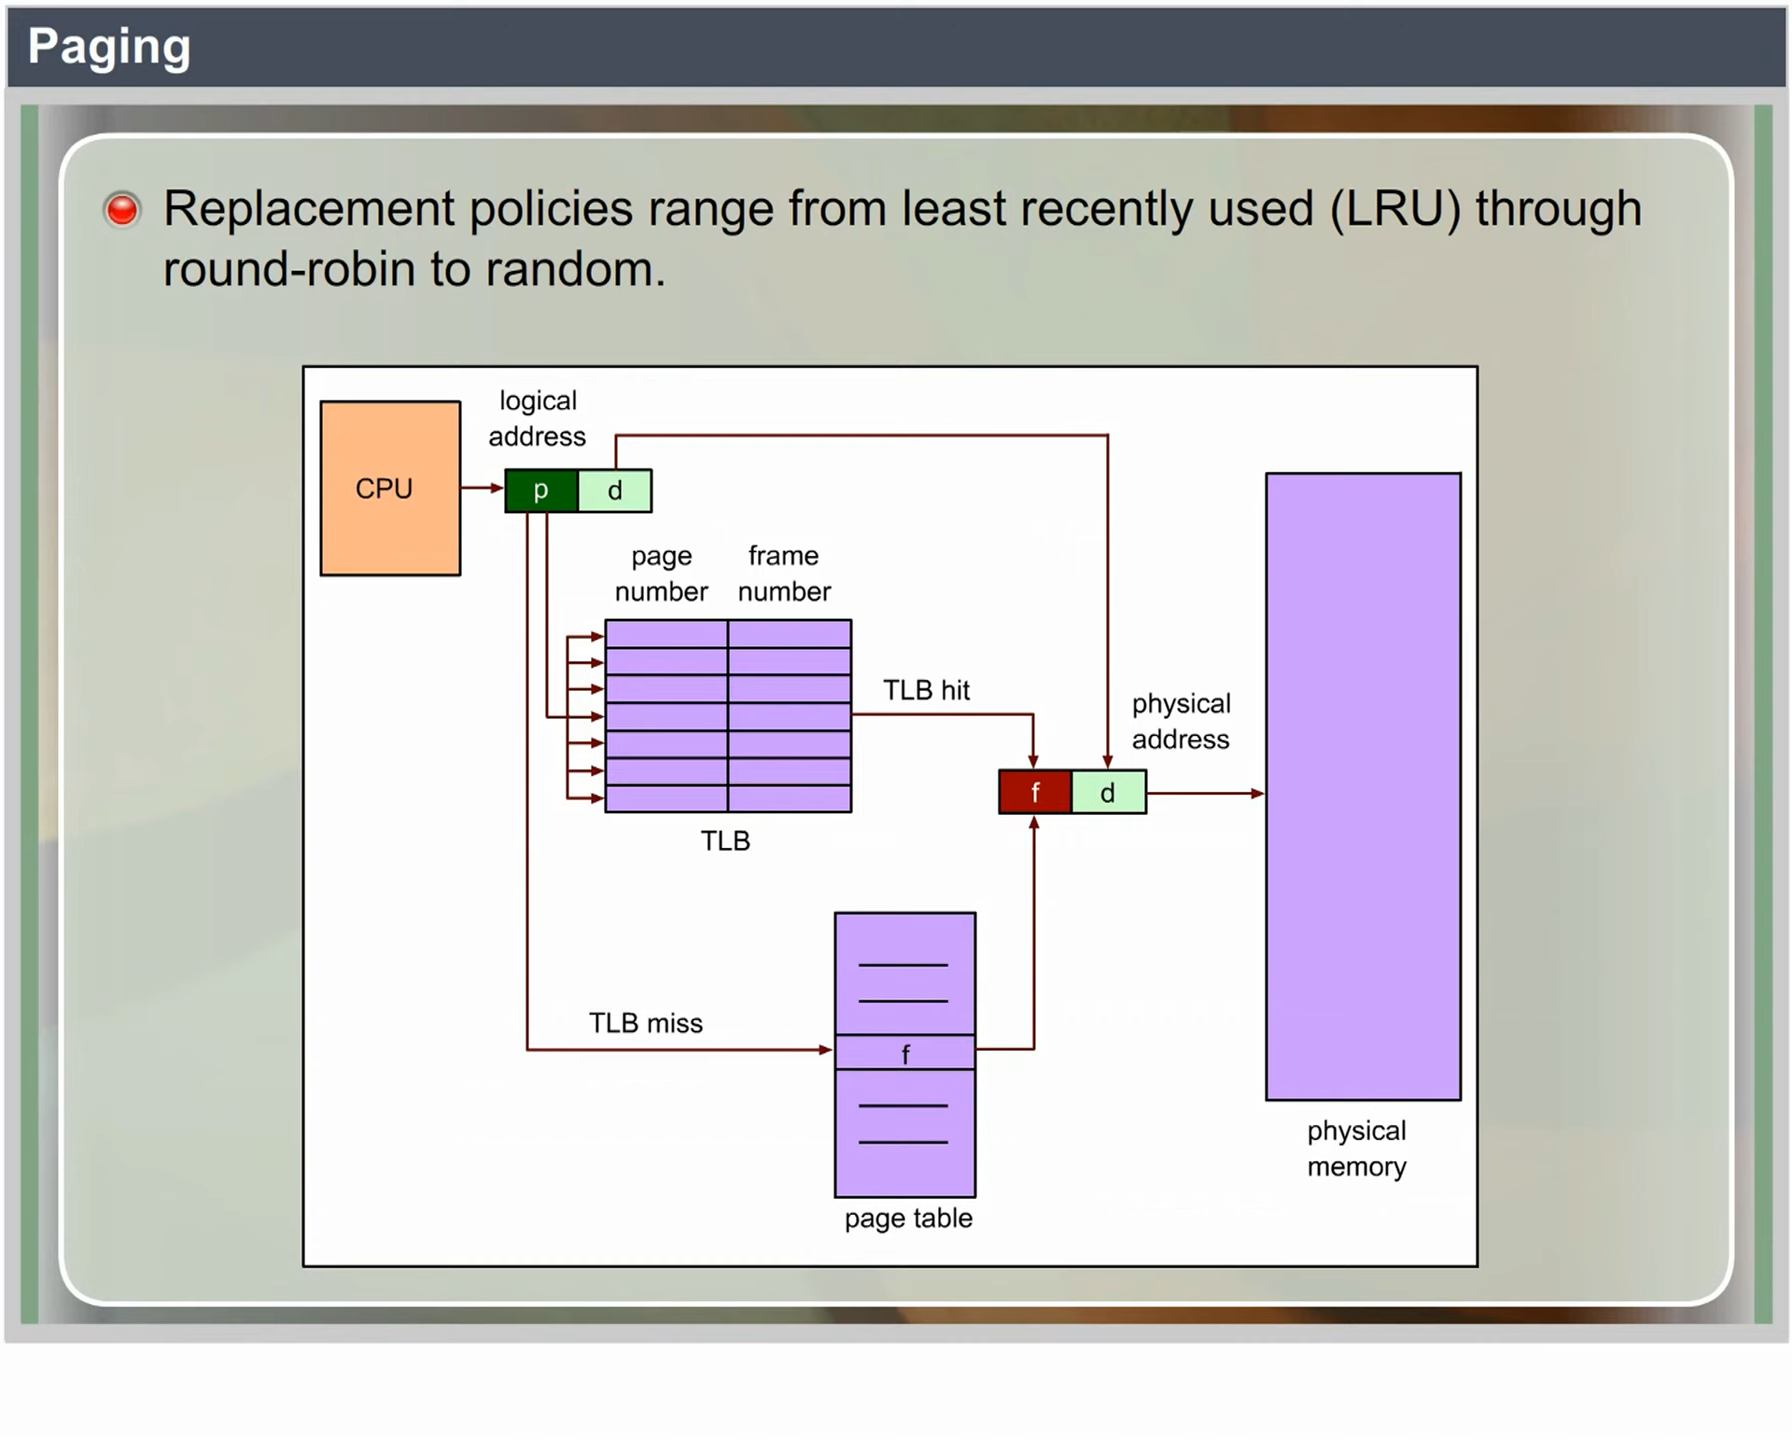 Paging
Replacement policies range from least recently used (LRU) through
round-robin to random.
logical
address
CPU
p
d
page
number
frame
number
TLB hit
physical
address
f
d
TLB
TLB miss
f
page table
physical
memory